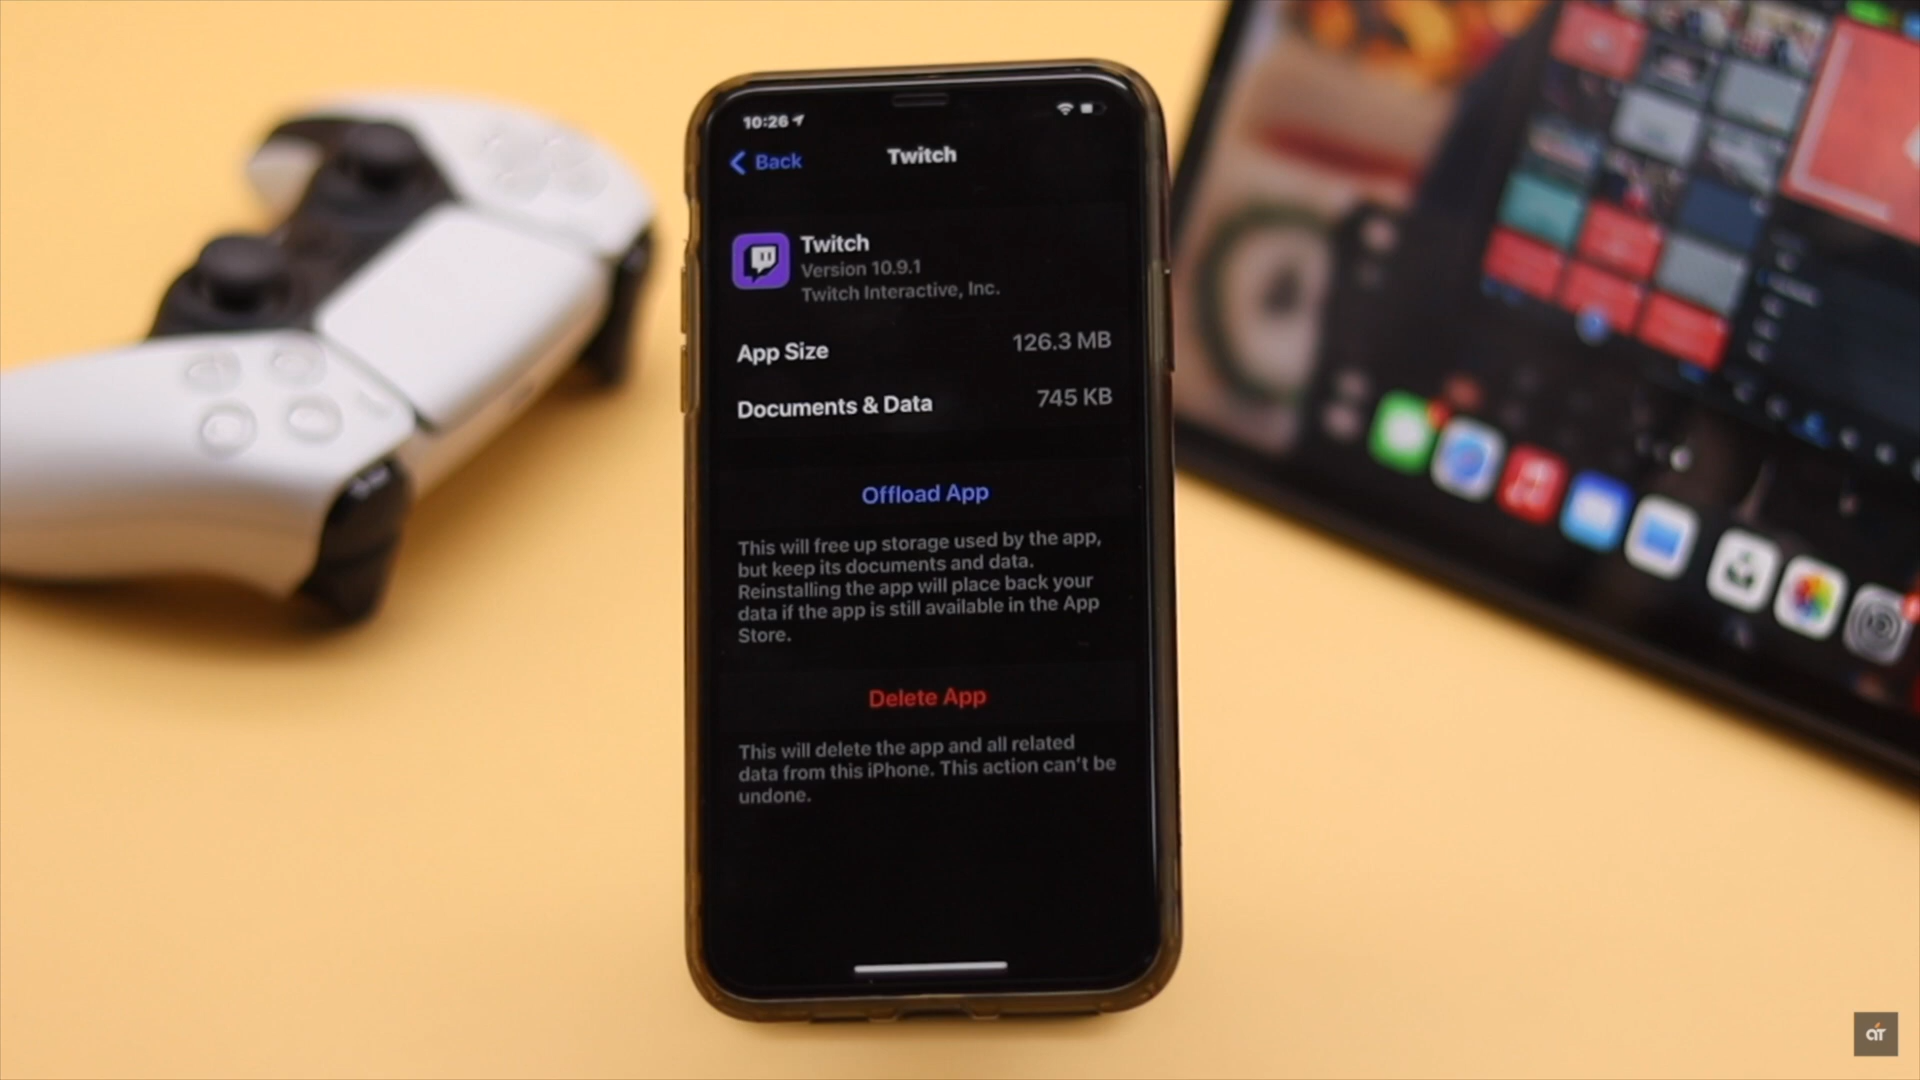 10:26
Back
Twitch
Twitch
Version 10.9.1
Twitch Interactive, Inc.
App Size
126.3 MB
Documents & Data
745 KB
Offload App
This will free up storage used by the app,
but keep its documents and data.
Reinstalling the app will place back your
data if the app is still available in the App
Store.
Delete App
This will delete the app and all related
data from this iPhone. This action can't be
undone.
aT